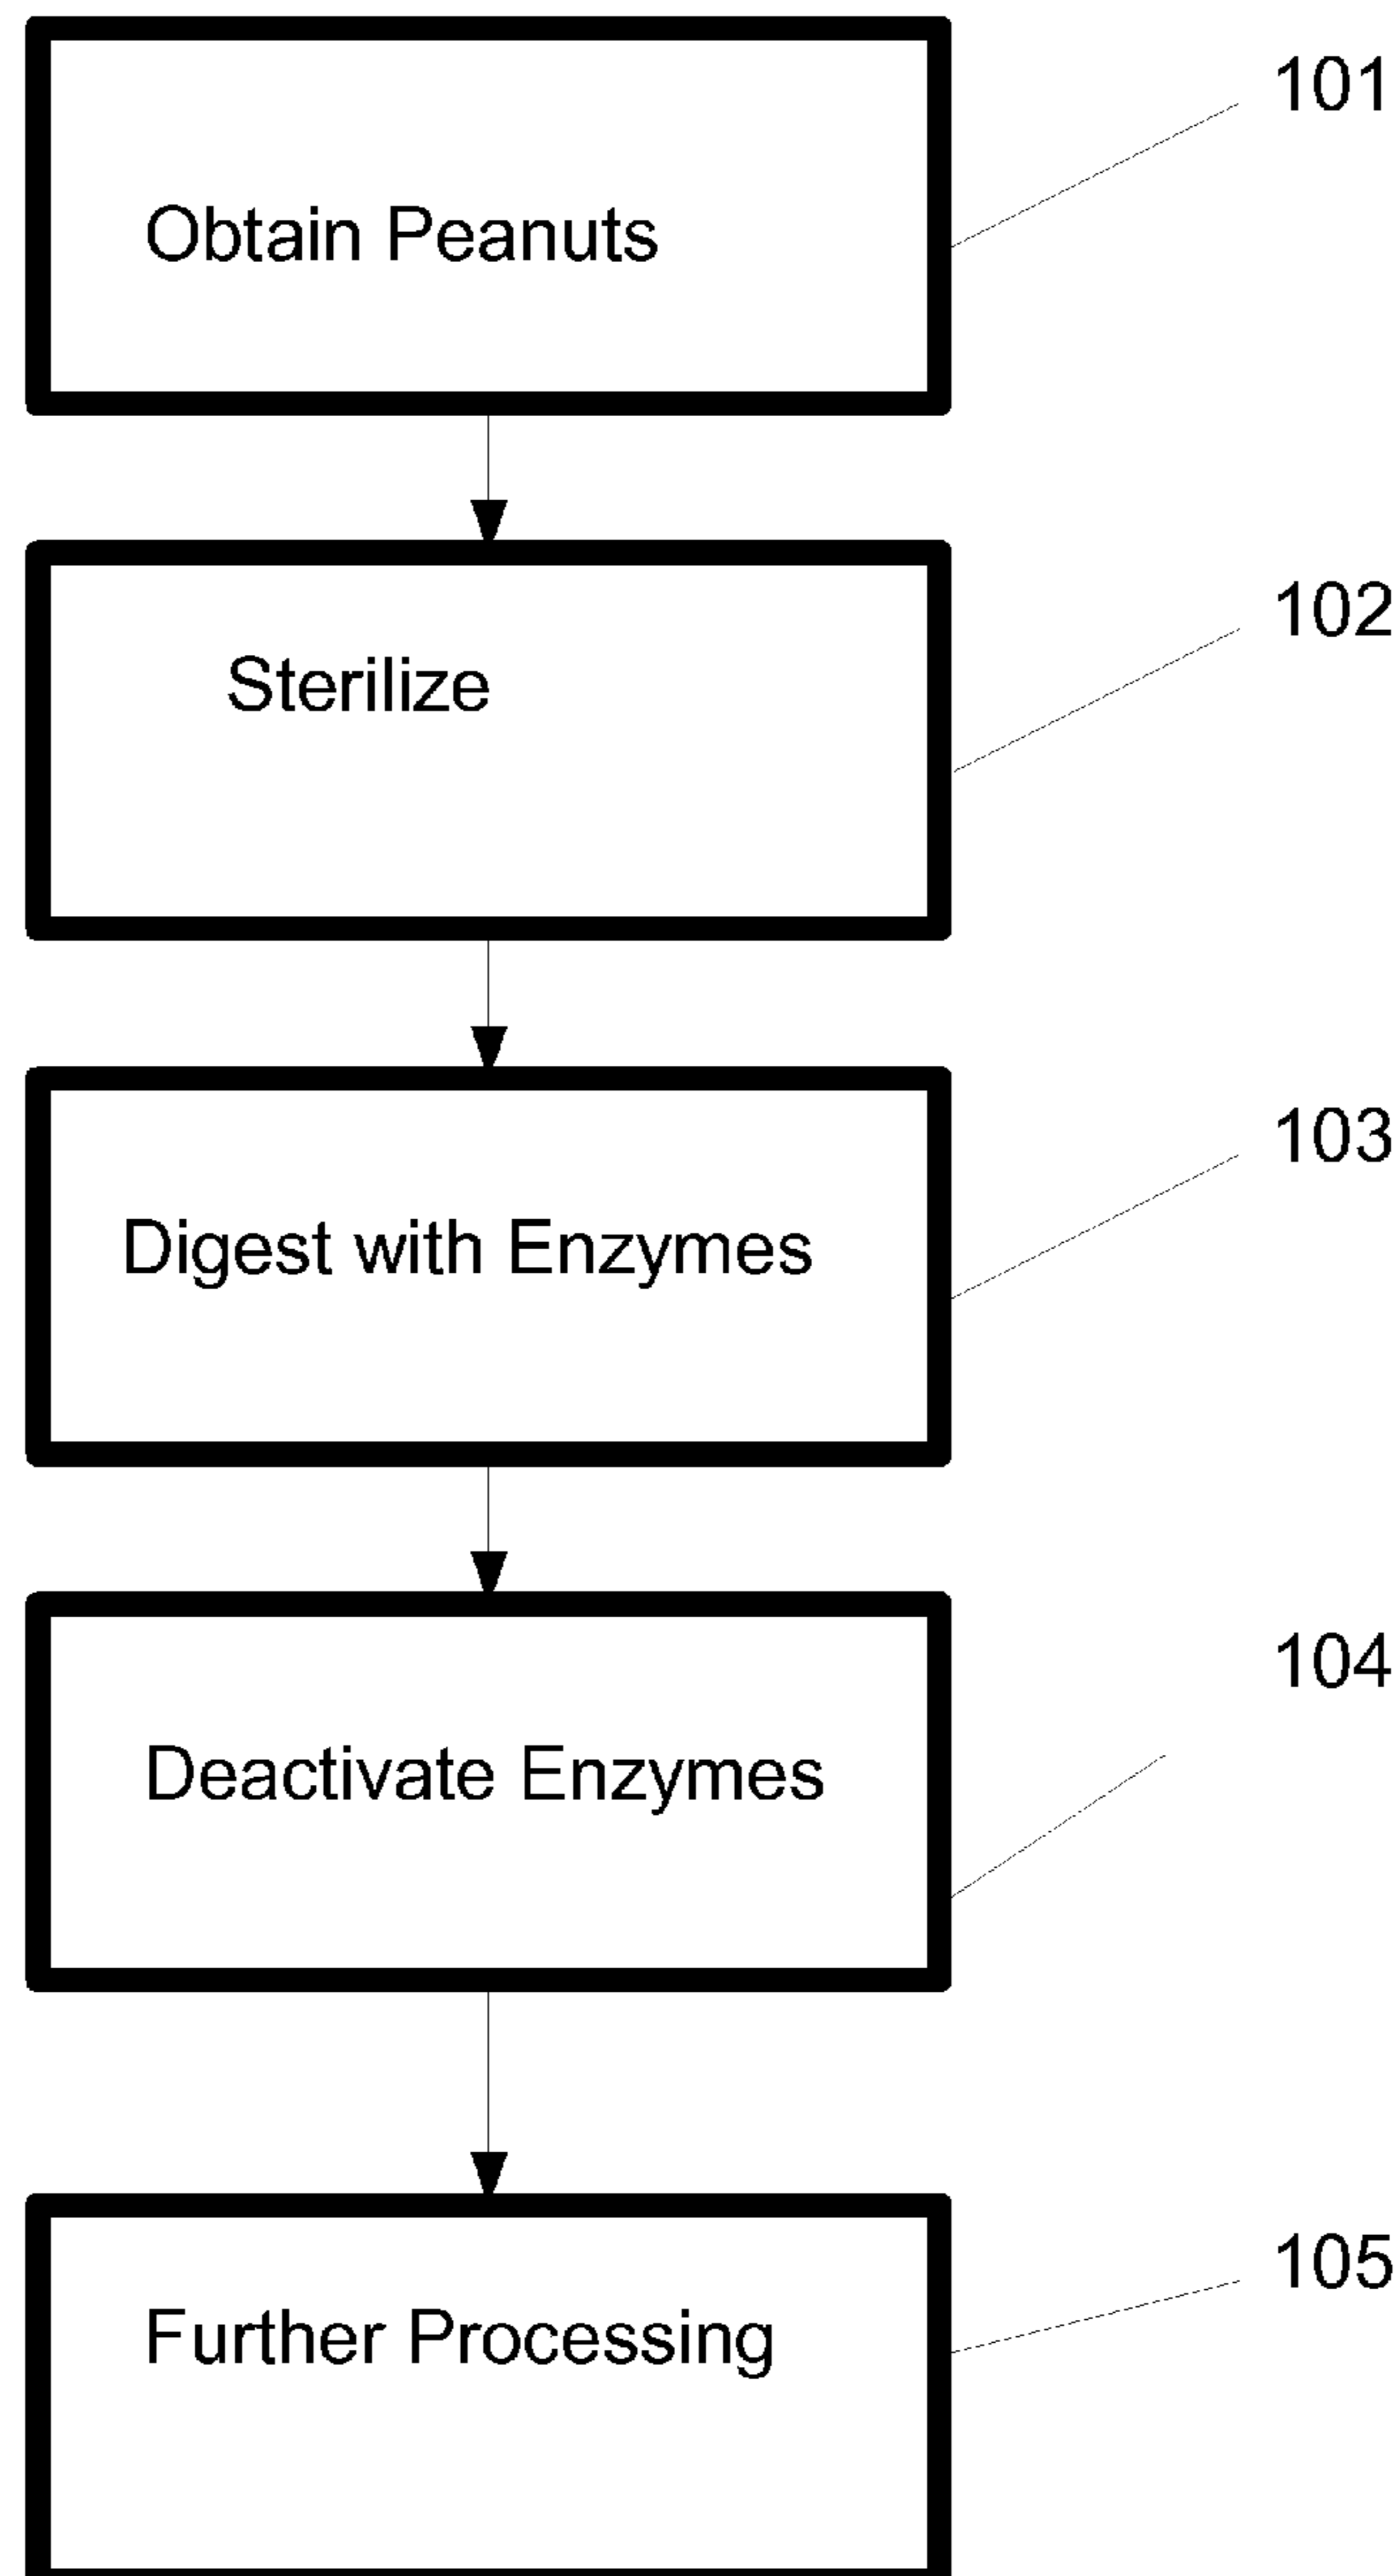 101
Obtain Peanuts
102
Sterilize
103
Digest with Enzymes
104
Deactivate Enzymes
105
Further Processing